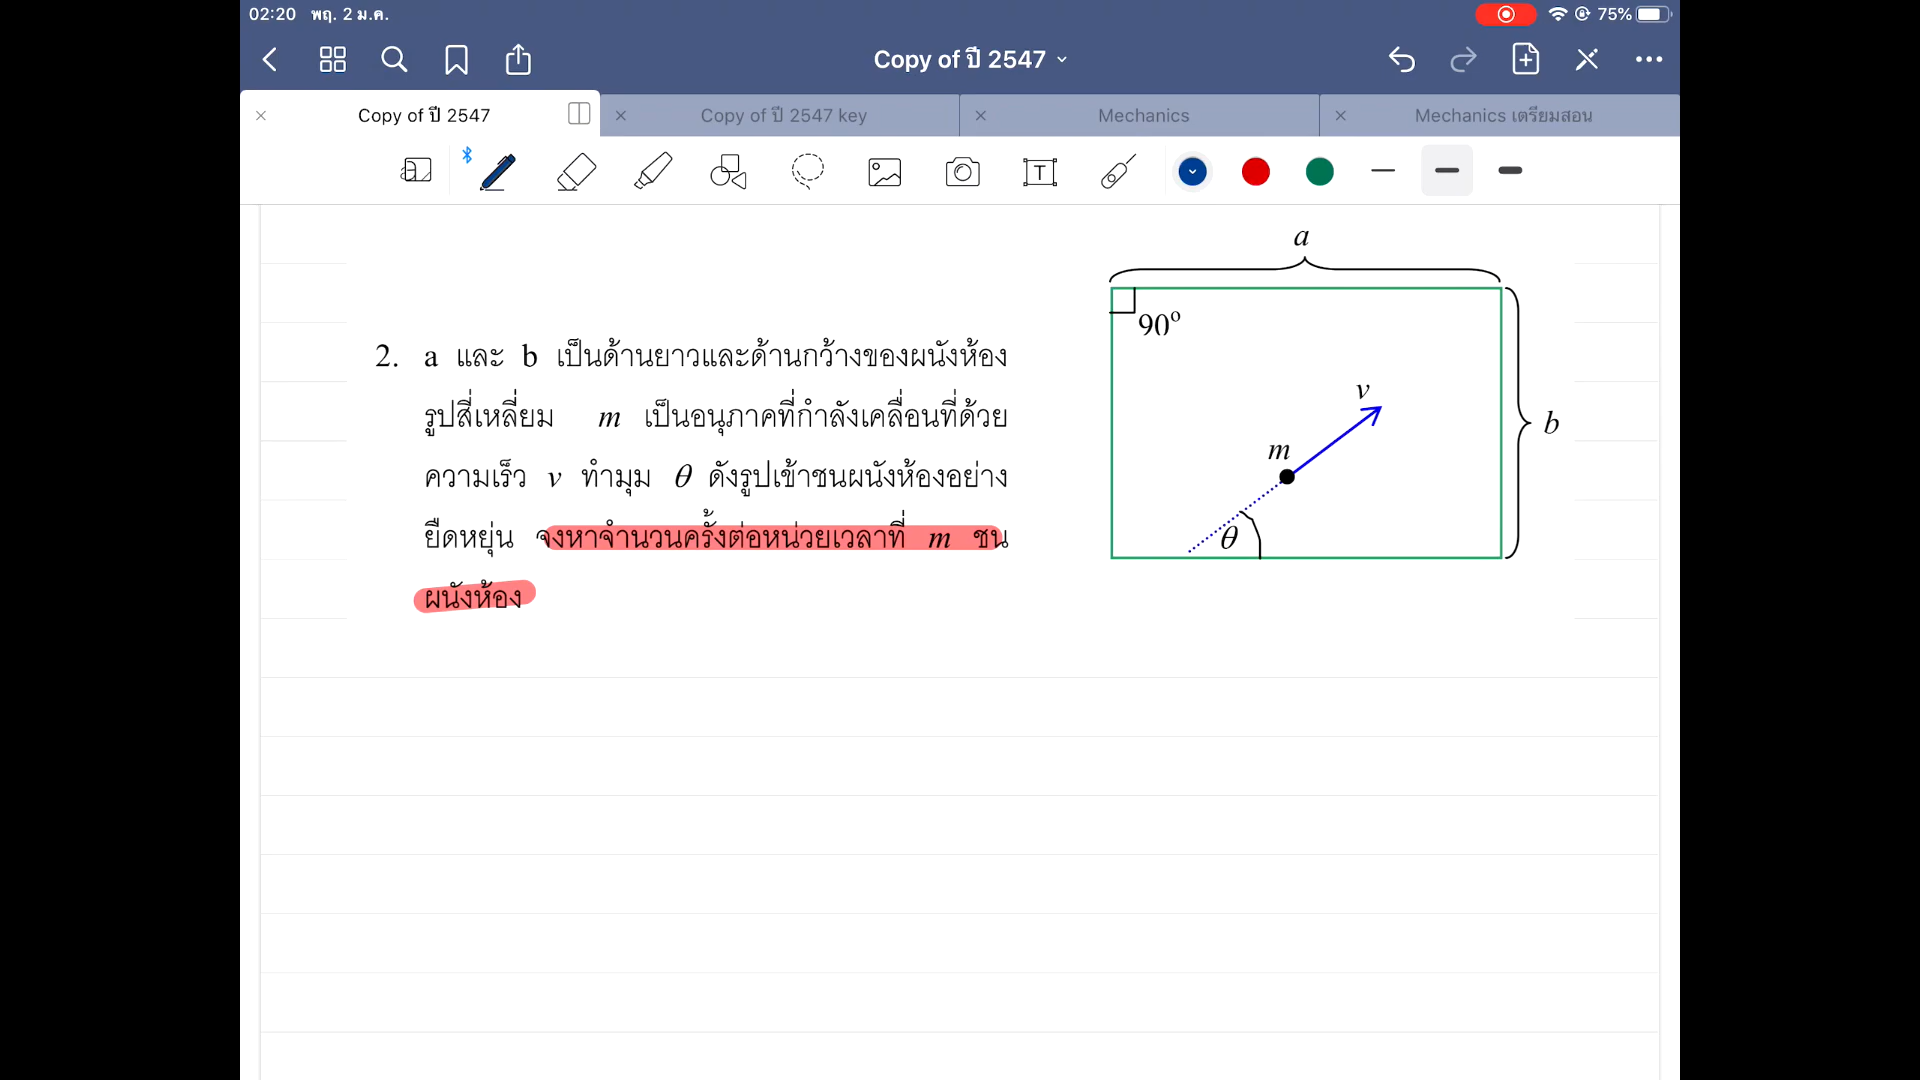 02:20 พฤ. 2 ม.ค.
75%
Copy of ปี 2547
Copy of ปี 2547
Copy of ปี 2547 key
Mechanics
Mechanics เตรียมสอน
a
90°
2. a และ b เป็นด้านยาวและด้านกว้างของผนังห้อง
รูปสี่เหลี่ยม m เป็นอนุภาคที่กำลังเคลื่อนที่ด้วย
ความเร็ว v ทำมุม θ ดังรูปเข้าชนผนังห้องอย่าง
ยืดหยุ่น จงหาจำนวนครั้งต่อหน่วยเวลาที่ m ชน
ผนังห้อง
v
b
m
θ